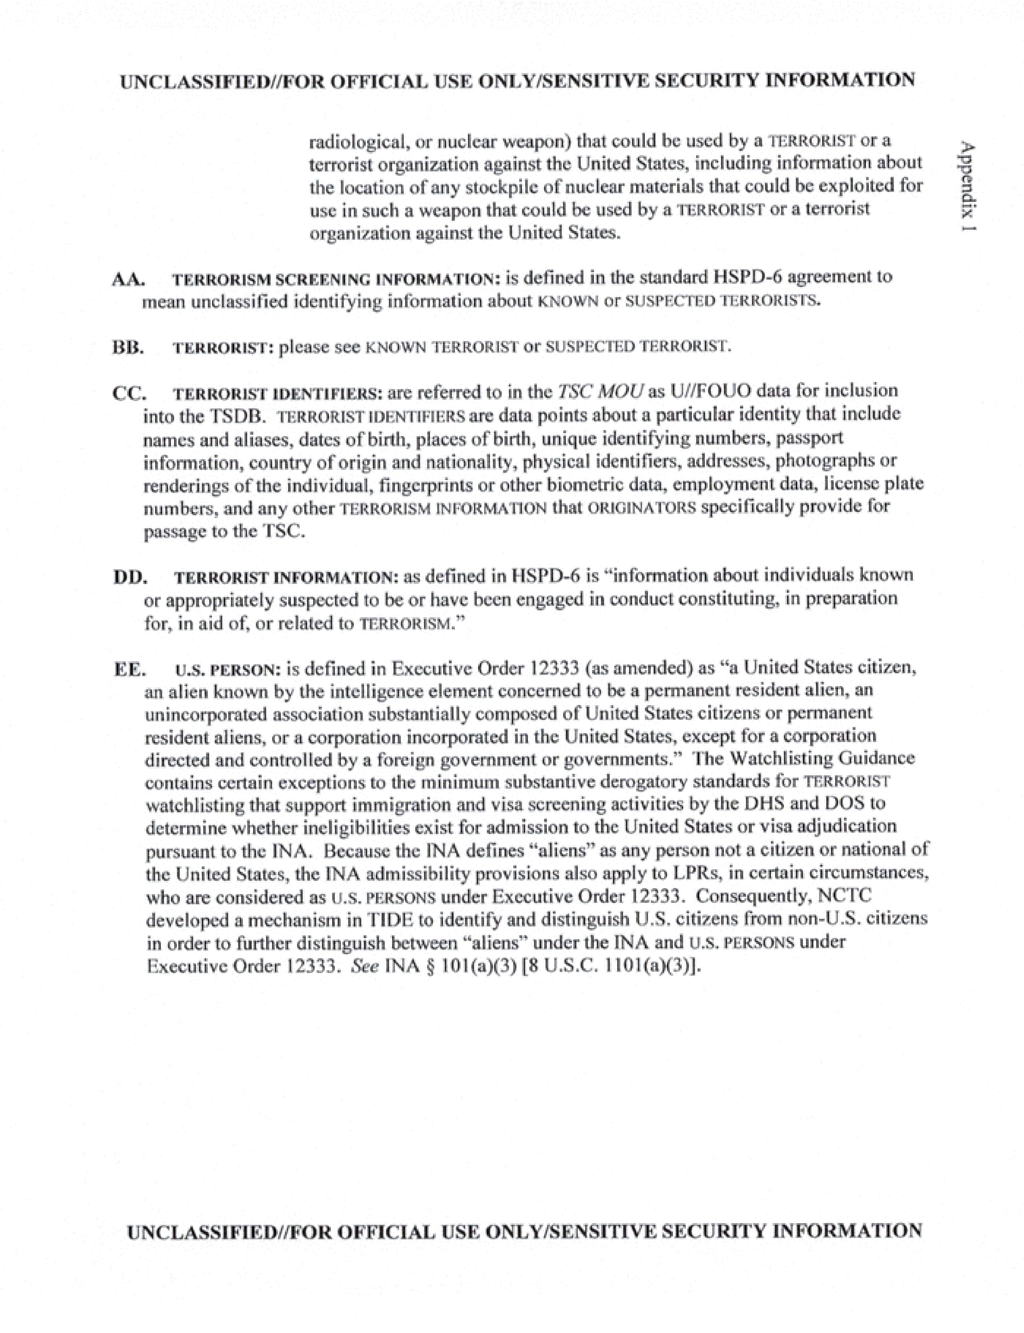 UNCLASSIFIED//FOR OFFICIAL USE ONLY/SENSITIVE SECURITY INFORMATION
Appendix 1
radiological, or nuclear weapon) that could be used by a TERRORIST or a
terrorist organization against the United States, including information about
the location of any stockpile of nuclear materials that could be exploited for
use in such a weapon that could be used by a TERRORIST or a terrorist
organization against the United States.
AA. TERRORISM SCREENING INFORMATION: is defined in the standard HSPD-6 agreement to
mean unclassified identifying information about KNOWN or SUSPECTED TERRORISTS.
BB. TERRORIST: please see KNOWN TERRORIST or SUSPECTED TERRORIST.
CC. TERRORIST IDENTIFIERS: are referred to in the TSC MOU as U//FOUO data for inclusion
into the TSDB. TERRORIST IDENTIFIERS are data points about a particular identity that include
names and aliases, dates of birth, places of birth, unique identifying numbers, passport
information, country of origin and nationality, physical identifiers, addresses, photographs or
renderings of the individual, fingerprints or other biometric data, employment data, license plate
numbers, and any other TERRORISM INFORMATION that ORIGINATORS specifically provide for
passage to the TSC.
DD. TERRORIST INFORMATION: as defined in HSPD-6 is “information about individuals known
or appropriately suspected to be or have been engaged in conduct constituting, in preparation
for, in aid of, or related to TERRORISM.”
EE. U.S. PERSON: is defined in Executive Order 12333 (as amended) as “a United States citizen,
an alien known by the intelligence element concerned to be a permanent resident alien, an
unincorporated association substantially composed of United States citizens or permanent
resident aliens, or a corporation incorporated in the United States, except for a corporation
directed and controlled by a foreign government or governments.” The Watchlisting Guidance
contains certain exceptions to the minimum substantive derogatory standards for TERRORIST
watchlisting that support immigration and visa screening activities by the DHS and DOS to
determine whether ineligibilities exist for admission to the United States or visa adjudication
pursuant to the INA. Because the INA defines “aliens” as any person not a citizen or national of
the United States, the INA admissibility provisions also apply to LPRs, in certain circumstances,
who are considered as U.S. PERSONS under Executive Order 12333. Consequently, NCTC
developed a mechanism in TIDE to identify and distinguish U.S. citizens from non-U.S. citizens
in order to further distinguish between “aliens” under the INA and U.S. PERSONS under
Executive Order 12333. See INA § 101(a)(3) [8 U.S.C. 1101(a)(3)].
UNCLASSIFIED//FOR OFFICIAL USE ONLY/SENSITIVE SECURITY INFORMATION